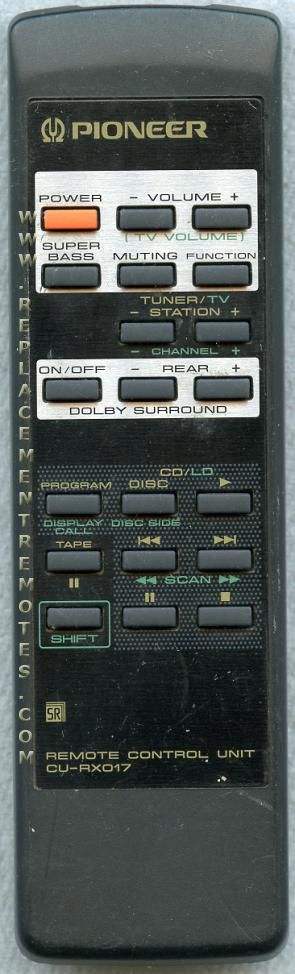 PIONEER
POWER - VOLUME +
(TV VOLUME)
SUPER BASS MUTING FUNCTION
TUNER/TV
- STATION +
- CHANNEL +
ON/OFF - REAR +
DOLBY SURROUND
CD/LD
PROGRAM DISC ▶
DISPLAY CALL DISC SIDE
TAPE |◀◀ ▶▶|
◀◀ SCAN ▶▶
▮▮ ▮▮ ■
SHIFT
SR
REMOTE CONTROL UNIT
CU-RX017
WWW.REPLACEMENTREMOTES.COM